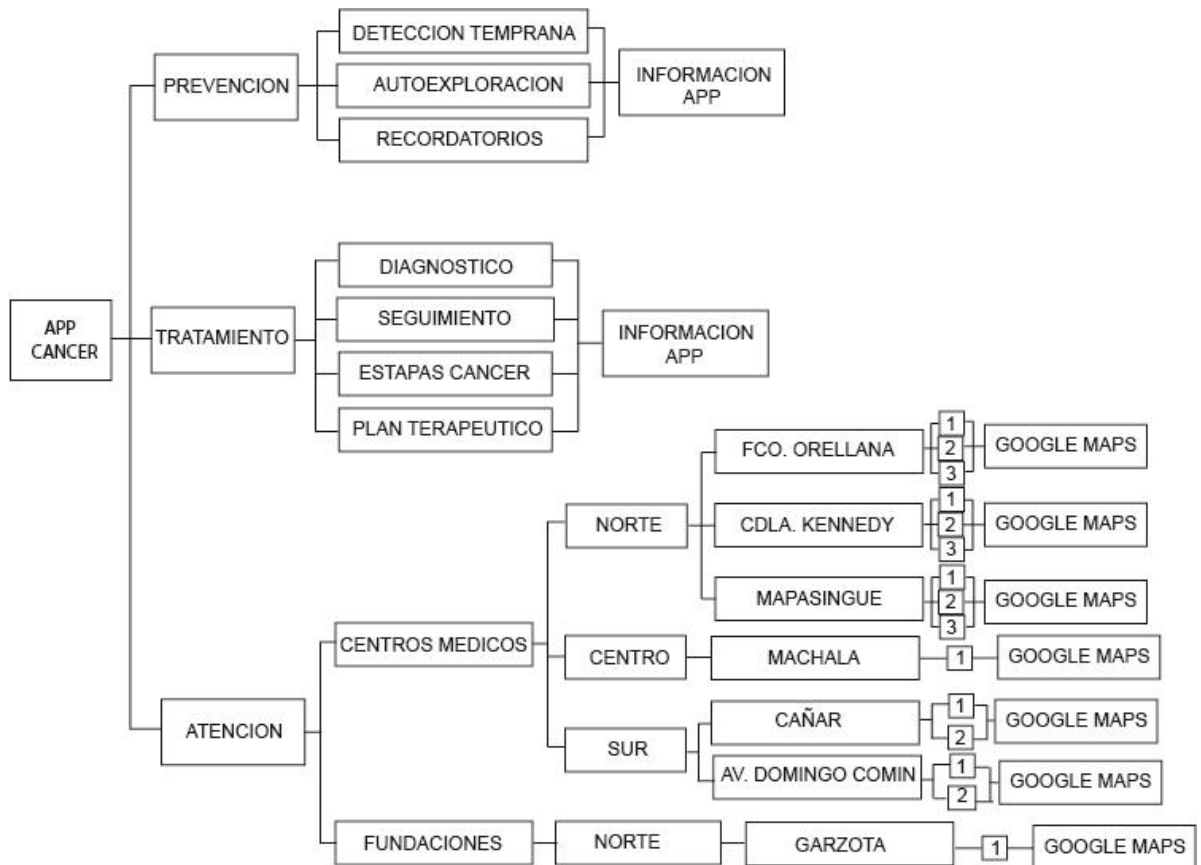 APP
CANCER
PREVENCION
DETECCION TEMPRANA
AUTOEXPLORACION
RECORDATORIOS
INFORMACION
APP
TRATAMIENTO
DIAGNOSTICO
SEGUIMIENTO
ESTAPAS CANCER
PLAN TERAPEUTICO
INFORMACION
APP
ATENCION
CENTROS MEDICOS
NORTE
FCO. ORELLANA
1
2
3
GOOGLE MAPS
CDLA. KENNEDY
1
2
3
GOOGLE MAPS
MAPASINGUE
1
2
3
GOOGLE MAPS
CENTRO
MACHALA
1
GOOGLE MAPS
SUR
CAÑAR
1
2
GOOGLE MAPS
AV. DOMINGO COMIN
1
2
GOOGLE MAPS
FUNDACIONES
NORTE
GARZOTA
1
GOOGLE MAPS